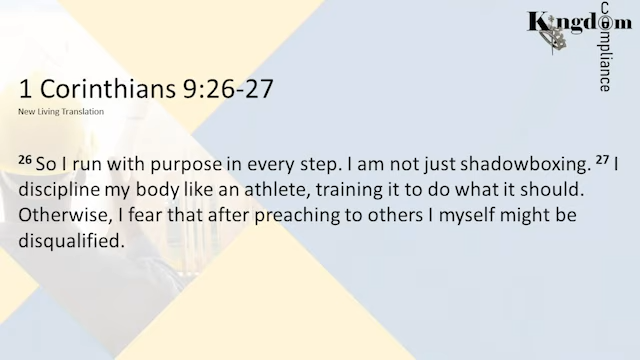 Kingdom
Compliance
1 Corinthians 9:26-27
New Living Translation
26 So I run with purpose in every step. I am not just shadowboxing. 27 I
discipline my body like an athlete, training it to do what it should.
Otherwise, I fear that after preaching to others I myself might be
disqualified.